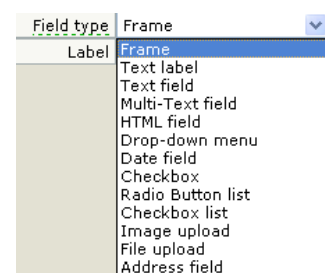 Field type Frame
Label Frame
Text label
Text field
Multi-Text field
HTML field
Drop-down menu
Date field
Checkbox
Radio Button list
Checkbox list
Image upload
File upload
Address field